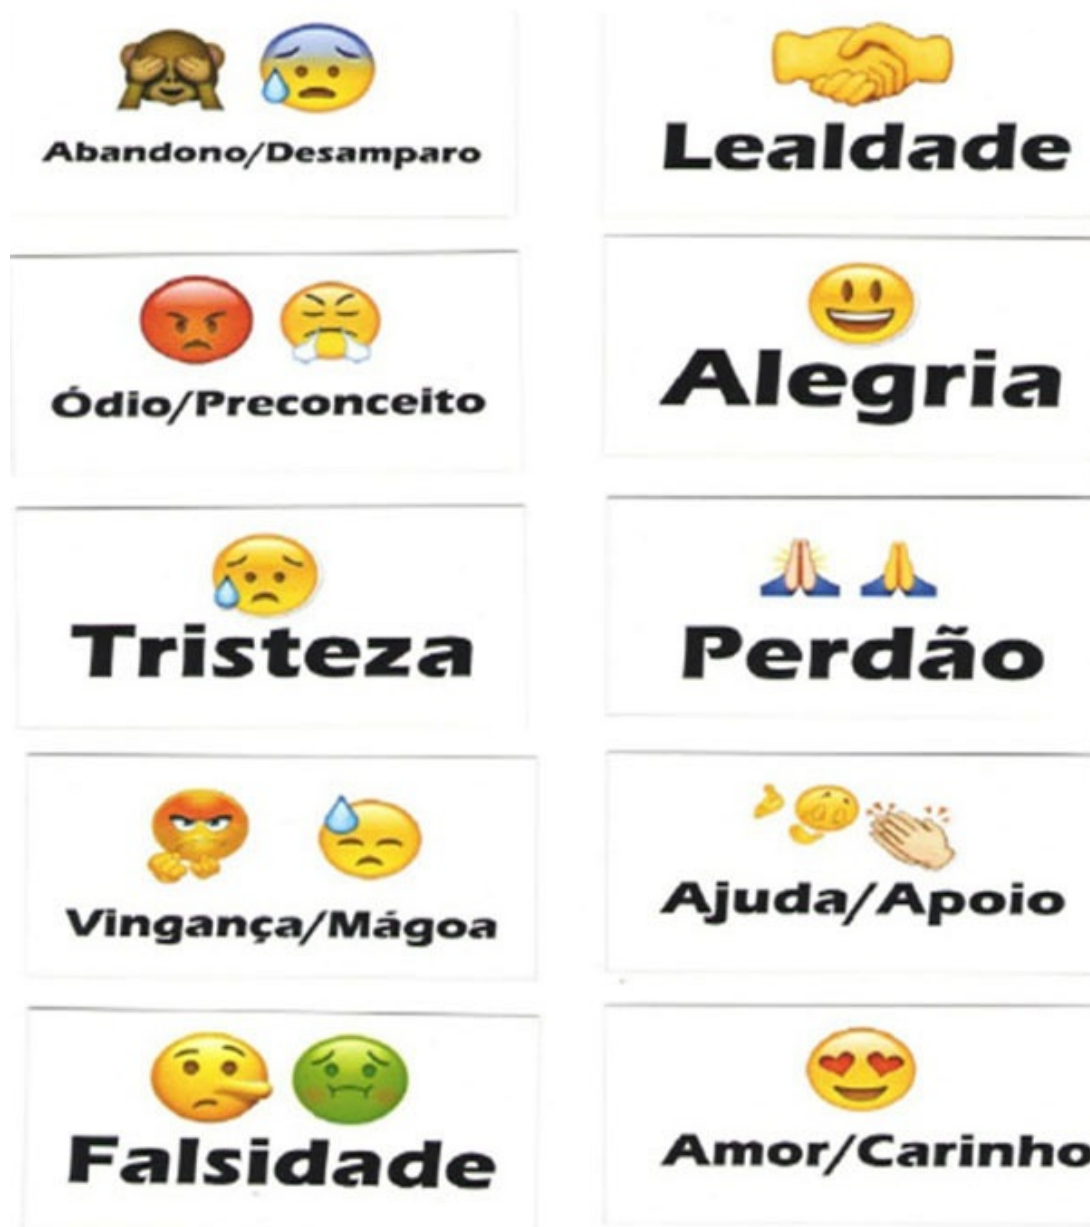 Abandono/Desamparo
Lealdade
Ódio/Preconceito
Alegria
Tristeza
Perdão
Vingança/Mágoa
Ajuda/Apoio
Falsidade
Amor/Carinho